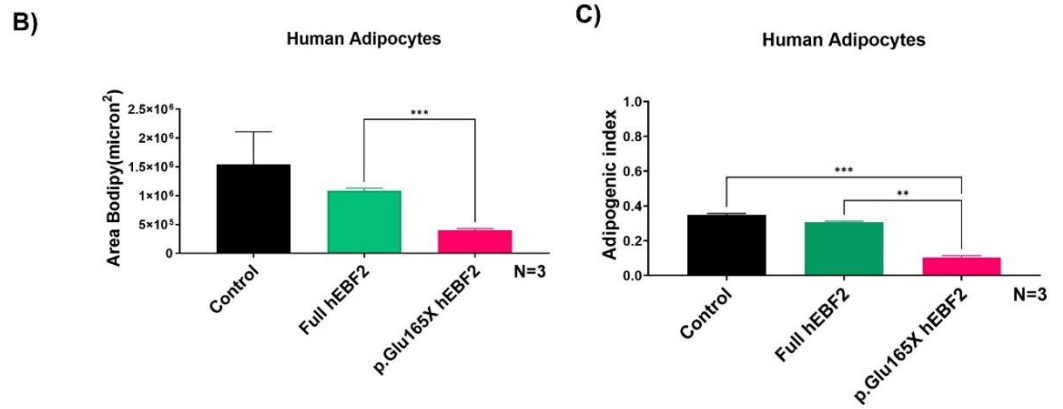 B)
Human Adipocytes
Area Bodipy(micron²)
2.5×10⁶
2×10⁶
1.5×10⁶
1×10⁶
5×10⁵
0
***
Control
Full hEBF2
p.Glu165X hEBF2
N=3
C)
Human Adipocytes
Adipogenic index
1.0
0.8
0.6
0.4
0.2
0.0
***
**
Control
Full hEBF2
p.Glu165X hEBF2
N=3